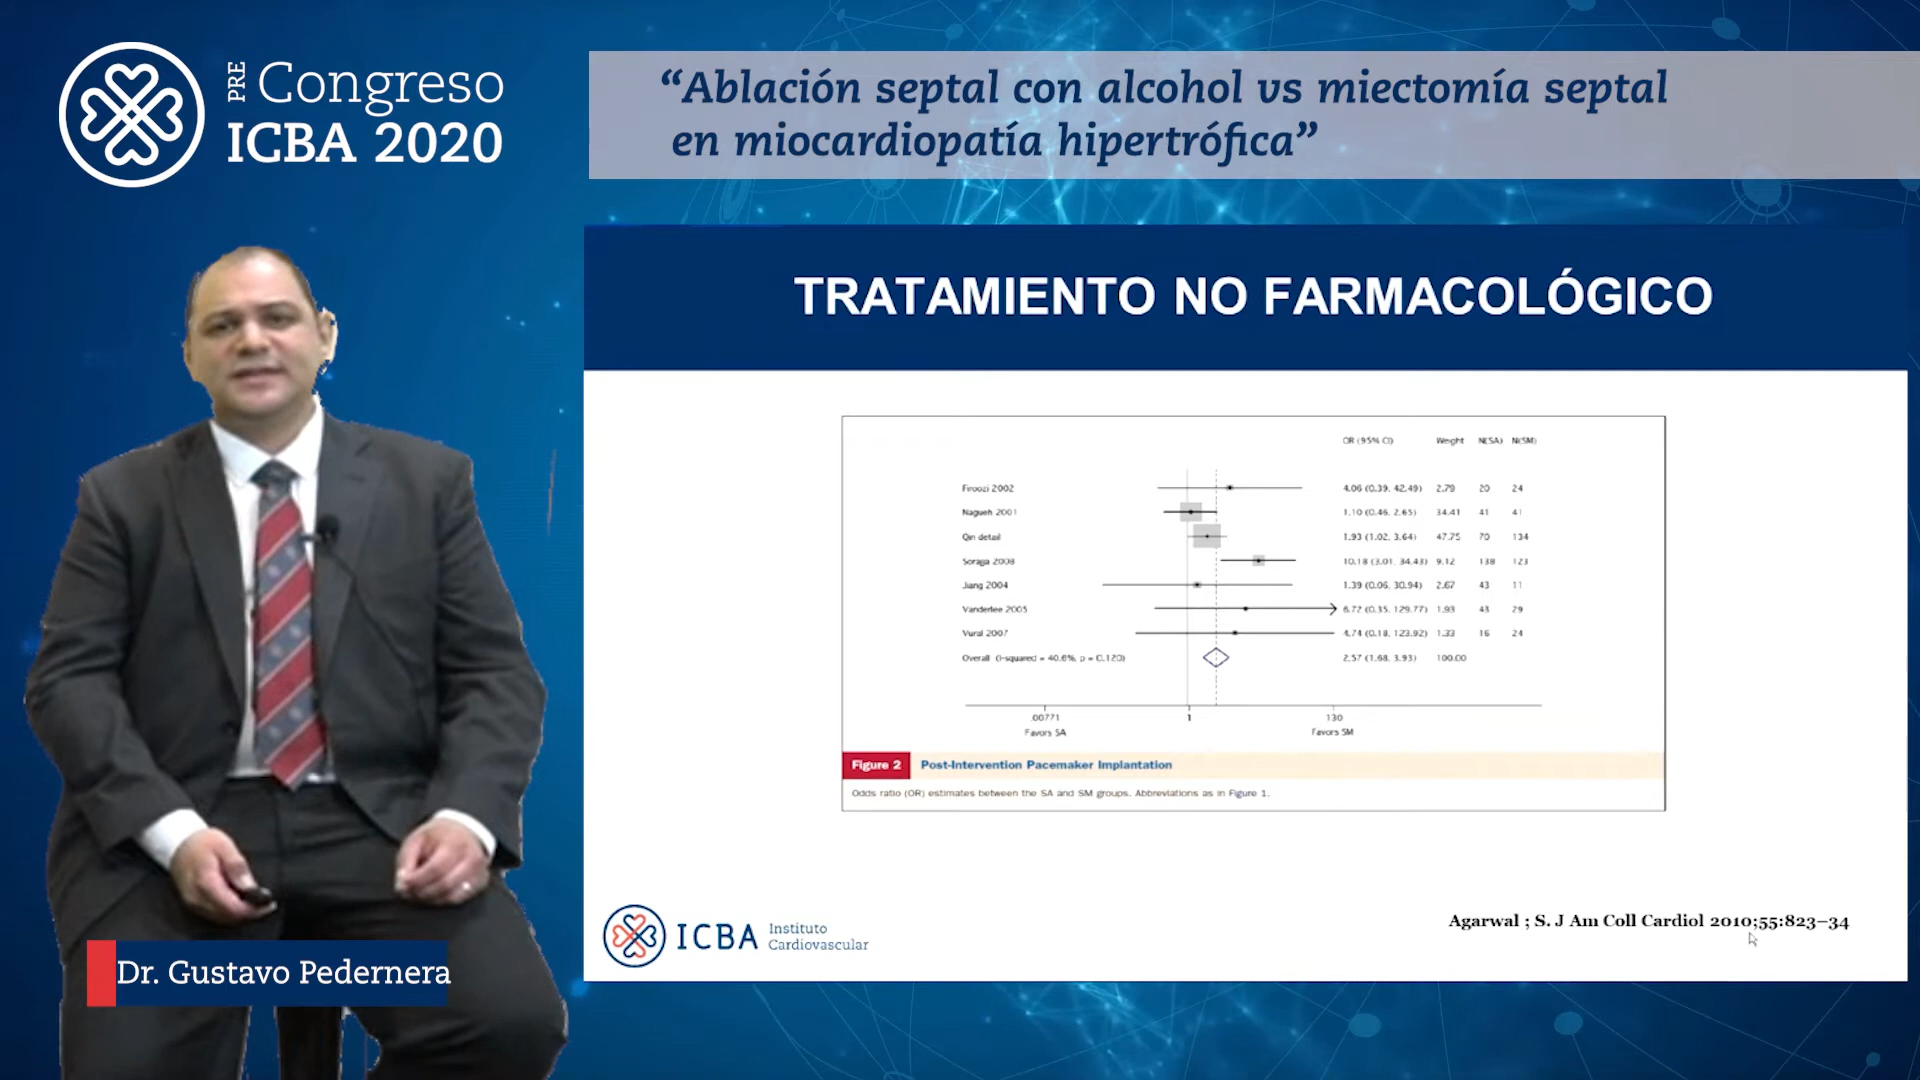 PRE Congreso
ICBA 2020
“Ablación septal con alcohol vs miectomía septal
en miocardiopatía hipertrófica”
TRATAMIENTO NO FARMACOLÓGICO
OR (95% CI) Weight N(SA) N(SM)
Firoozi 2002 4.06 (0.39, 42.49) 2.79 20 24
Nagueh 2001 1.10 (0.46, 2.65) 34.41 41 41
Qin detail 1.93 (1.02, 3.64) 47.75 70 134
Soraja 2008 10.18 (3.01, 34.43) 9.12 138 123
Jiang 2004 1.39 (0.06, 30.94) 2.67 43 11
Vanderlee 2005 6.77 (0.35, 129.77) 1.93 43 29
Vural 2007 4.74 (0.18, 123.92) 1.33 16 24
Overall (I-squared = 40.6%, p = 0.120) 2.57 (1.68, 3.93) 100.00
.00771 1 130
Favors SA Favors SM
Figure 2 Post-Intervention Pacemaker Implantation
Odds ratio (OR) estimates between the SA and SM groups. Abbreviations as in Figure 1.
Agarwal ; S. J Am Coll Cardiol 2010;55:823–34
ICBA Instituto
Cardiovascular
Dr. Gustavo Pedernera